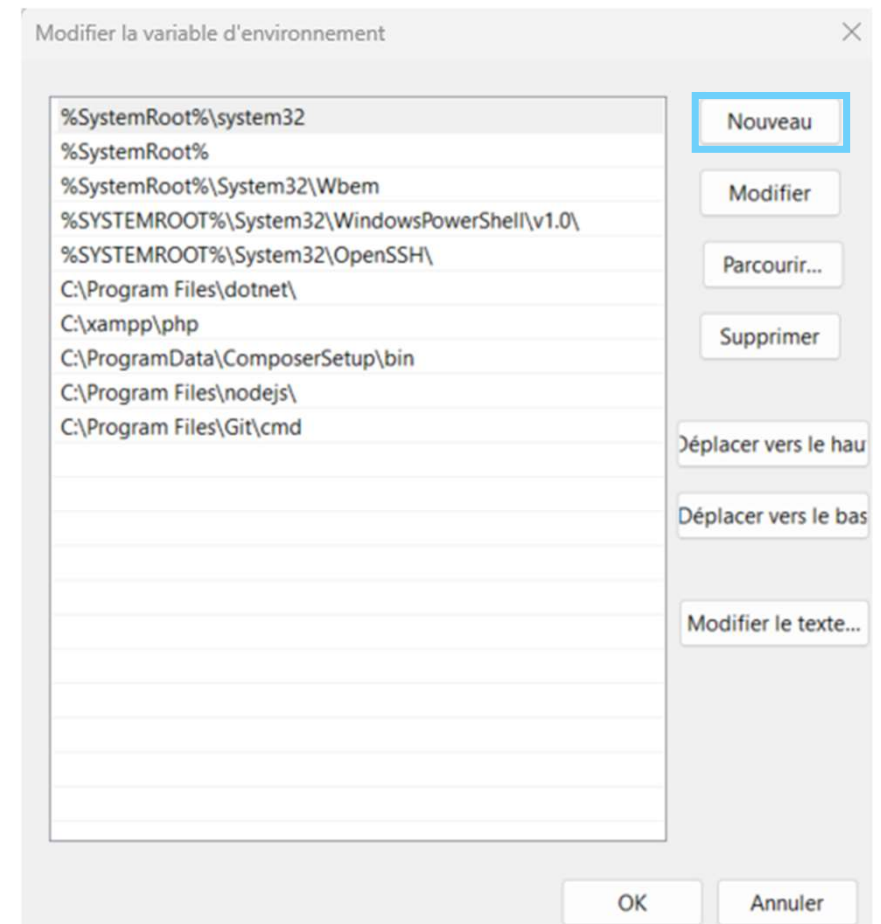 Modifier la variable d'environnement
%SystemRoot%\system32
%SystemRoot%
%SystemRoot%\System32\Wbem
%SYSTEMROOT%\System32\WindowsPowerShell\v1.0\
%SYSTEMROOT%\System32\OpenSSH\
C:\Program Files\dotnet\
C:\xampp\php
C:\ProgramData\ComposerSetup\bin
C:\Program Files\nodejs\
C:\Program Files\Git\cmd
Nouveau
Modifier
Parcourir...
Supprimer
Déplacer vers le hau
Déplacer vers le bas
Modifier le texte...
OK
Annuler